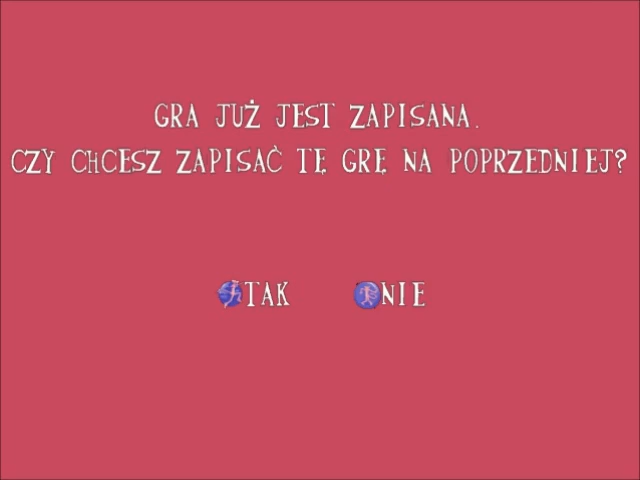 GRA JUŻ JEST ZAPISANA.
CZY CHCESZ ZAPISAĆ TĘ GRĘ NA POPRZEDNIEJ?
TAK NIE